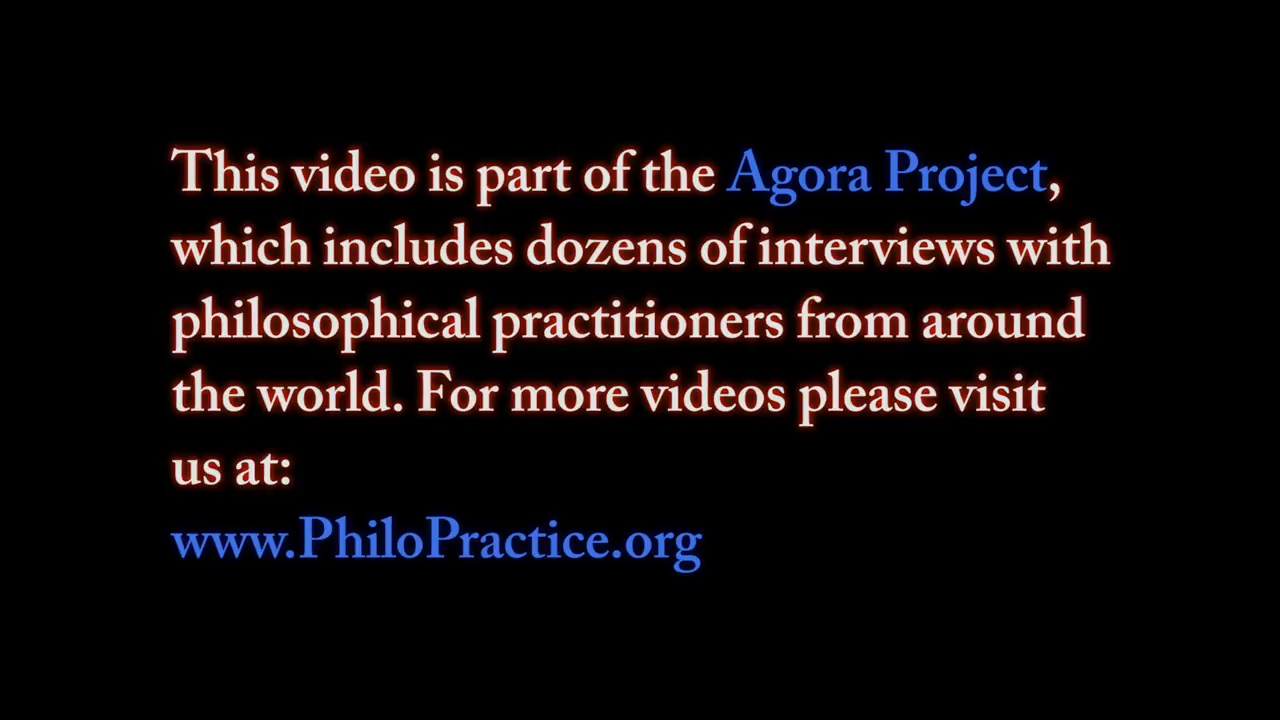 This video is part of the Agora Project,
which includes dozens of interviews with
philosophical practitioners from around
the world. For more videos please visit
us at:
www.PhiloPractice.org